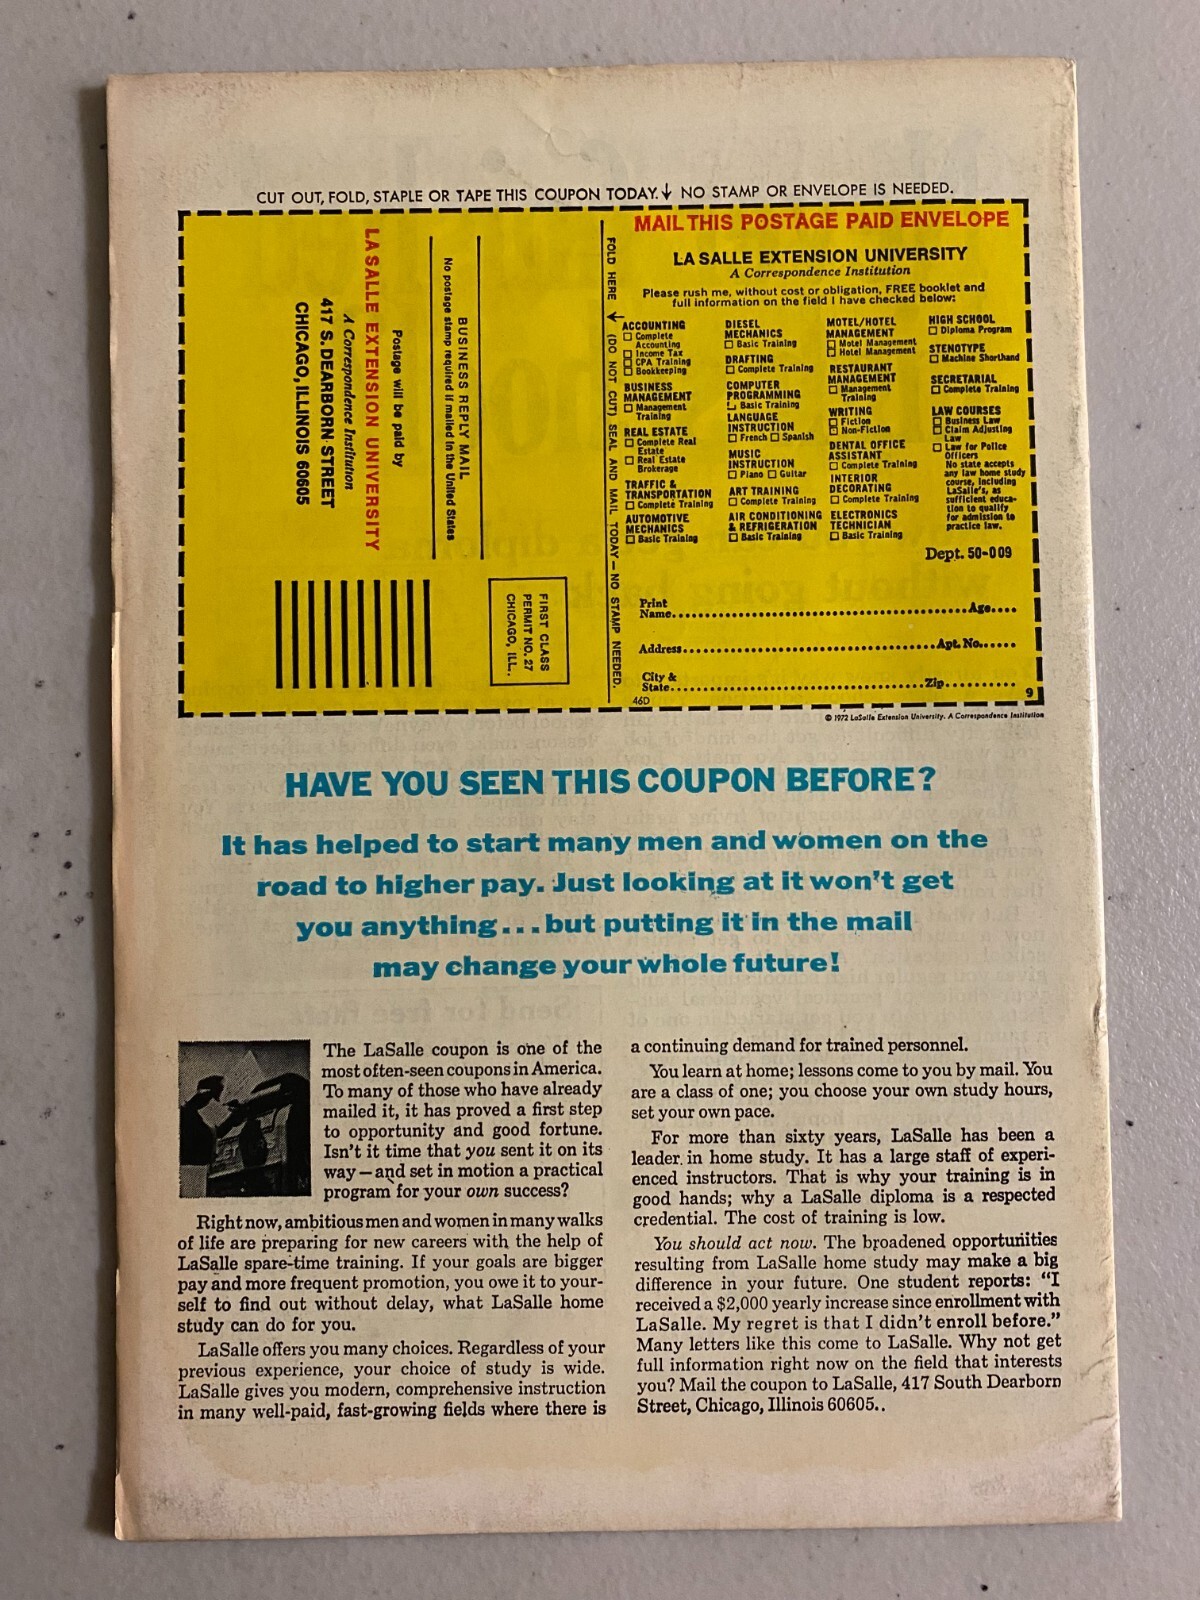 CUT OUT, FOLD, STAPLE OR TAPE THIS COUPON TODAY. ↓ NO STAMP OR ENVELOPE IS NEEDED.
BUSINESS REPLY MAIL
No postage stamp required if mailed in the United States
Postage will be paid by
LA SALLE EXTENSION UNIVERSITY
A Correspondence Institution
417 S. DEARBORN STREET
CHICAGO, ILLINOIS 60605
FIRST CLASS
PERMIT NO. 27
CHICAGO, ILL.
FOLD HERE ↓ (DO NOT CUT) SEAL AND MAIL TODAY — NO STAMP NEEDED.
MAIL THIS POSTAGE PAID ENVELOPE
LA SALLE EXTENSION UNIVERSITY
A Correspondence Institution
Please rush me, without cost or obligation, FREE booklet and
full information on the field I have checked below:
ACCOUNTING
☐ Complete
Accounting
☐ Income Tax
☐ CPA Training
☐ Bookkeeping
BUSINESS
MANAGEMENT
☐ Management
Training
REAL ESTATE
☐ Complete Real
Estate
☐ Real Estate
Brokerage
TRAFFIC &
TRANSPORTATION
☐ Complete Training
AUTOMOTIVE
MECHANICS
☐ Basic Training
DIESEL
MECHANICS
☐ Basic Training
DRAFTING
☐ Complete Training
COMPUTER
PROGRAMMING
☐ Basic Training
LANGUAGE
INSTRUCTION
☐ French ☐ Spanish
MUSIC
INSTRUCTION
☐ Piano ☐ Guitar
ART TRAINING
☐ Complete Training
AIR CONDITIONING
& REFRIGERATION
☐ Basic Training
MOTEL/HOTEL
MANAGEMENT
☐ Motel Management
☐ Hotel Management
RESTAURANT
MANAGEMENT
☐ Management
Training
WRITING
☐ Fiction
☐ Non-Fiction
DENTAL OFFICE
ASSISTANT
☐ Complete Training
INTERIOR
DECORATING
☐ Complete Training
ELECTRONICS
TECHNICIAN
☐ Basic Training
HIGH SCHOOL
☐ Diploma Program
STENOTYPE
☐ Machine Shorthand
SECRETARIAL
☐ Complete Training
LAW COURSES
☐ Business Law
☐ Claim Adjusting
Law
☐ Law for Police
Officers
No state accepts
any law home study
course, including
LaSalle's, as
sufficient educa-
tion to qualify
for admission to
practice law.
Dept. 50-009
Print
Name..........Age....
Address..........Apt. No......
City &
State..........Zip..........
46D
9
© 1972 LaSalle Extension University. A Correspondence Institution
HAVE YOU SEEN THIS COUPON BEFORE?
It has helped to start many men and women on the
road to higher pay. Just looking at it won't get
you anything...but putting it in the mail
may change your whole future!
The LaSalle coupon is one of the
most often-seen coupons in America.
To many of those who have already
mailed it, it has proved a first step
to opportunity and good fortune.
Isn't it time that you sent it on its
way — and set in motion a practical
program for your own success?
Right now, ambitious men and women in many walks
of life are preparing for new careers with the help of
LaSalle spare-time training. If your goals are bigger
pay and more frequent promotion, you owe it to your-
self to find out without delay, what LaSalle home
study can do for you.
LaSalle offers you many choices. Regardless of your
previous experience, your choice of study is wide.
LaSalle gives you modern, comprehensive instruction
in many well-paid, fast-growing fields where there is
a continuing demand for trained personnel.
You learn at home; lessons come to you by mail. You
are a class of one; you choose your own study hours,
set your own pace.
For more than sixty years, LaSalle has been a
leader in home study. It has a large staff of experi-
enced instructors. That is why your training is in
good hands; why a LaSalle diploma is a respected
credential. The cost of training is low.
You should act now. The broadened opportunities
resulting from LaSalle home study may make a big
difference in your future. One student reports: "I
received a $2,000 yearly increase since enrollment with
LaSalle. My regret is that I didn't enroll before."
Many letters like this come to LaSalle. Why not get
full information right now on the field that interests
you? Mail the coupon to LaSalle, 417 South Dearborn
Street, Chicago, Illinois 60605..